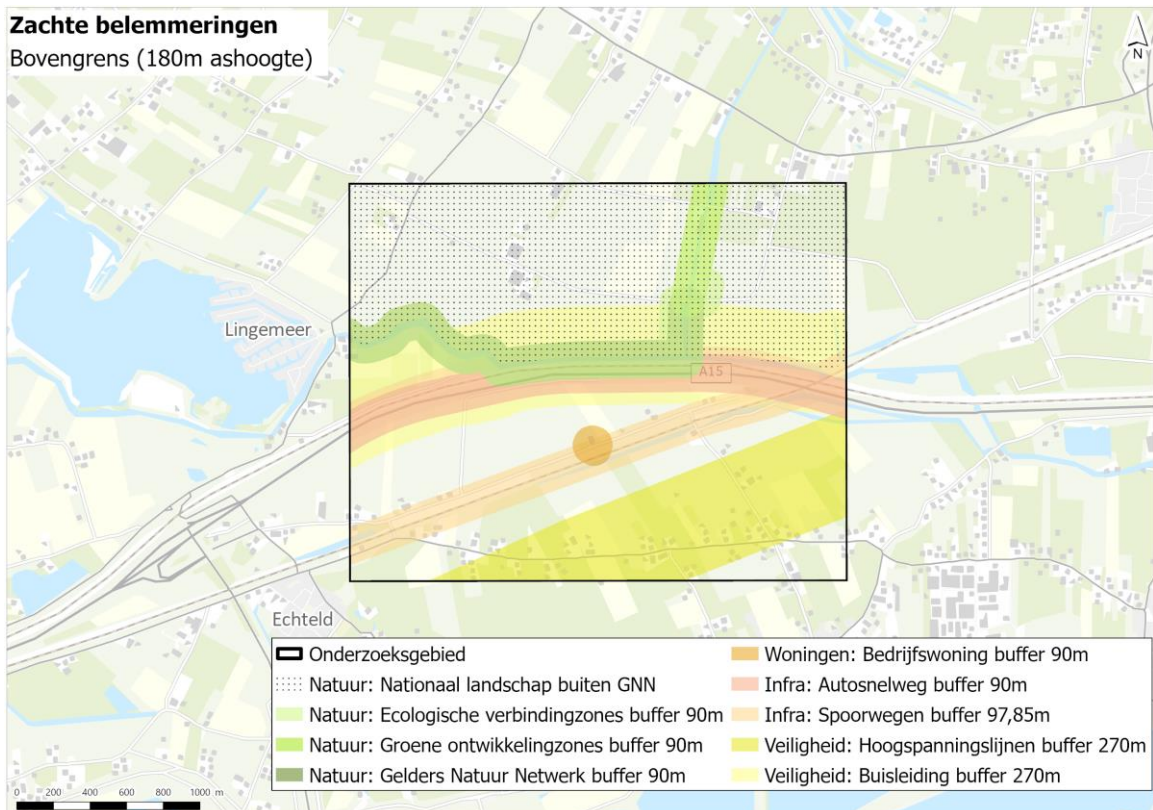 Zachte belemmeringen
Bovengrens (180m ashoogte)
N
Lingemeer
A15
Echteld
Onderzoeksgebied
Natuur: Nationaal landschap buiten GNN
Natuur: Ecologische verbindingzones buffer 90m
Natuur: Groene ontwikkelingzones buffer 90m
Natuur: Gelders Natuur Netwerk buffer 90m
Woningen: Bedrijfswoning buffer 90m
Infra: Autosnelweg buffer 90m
Infra: Spoorwegen buffer 97,85m
Veiligheid: Hoogspanningslijnen buffer 270m
Veiligheid: Buisleiding buffer 270m
0 200 400 600 800 1000 m